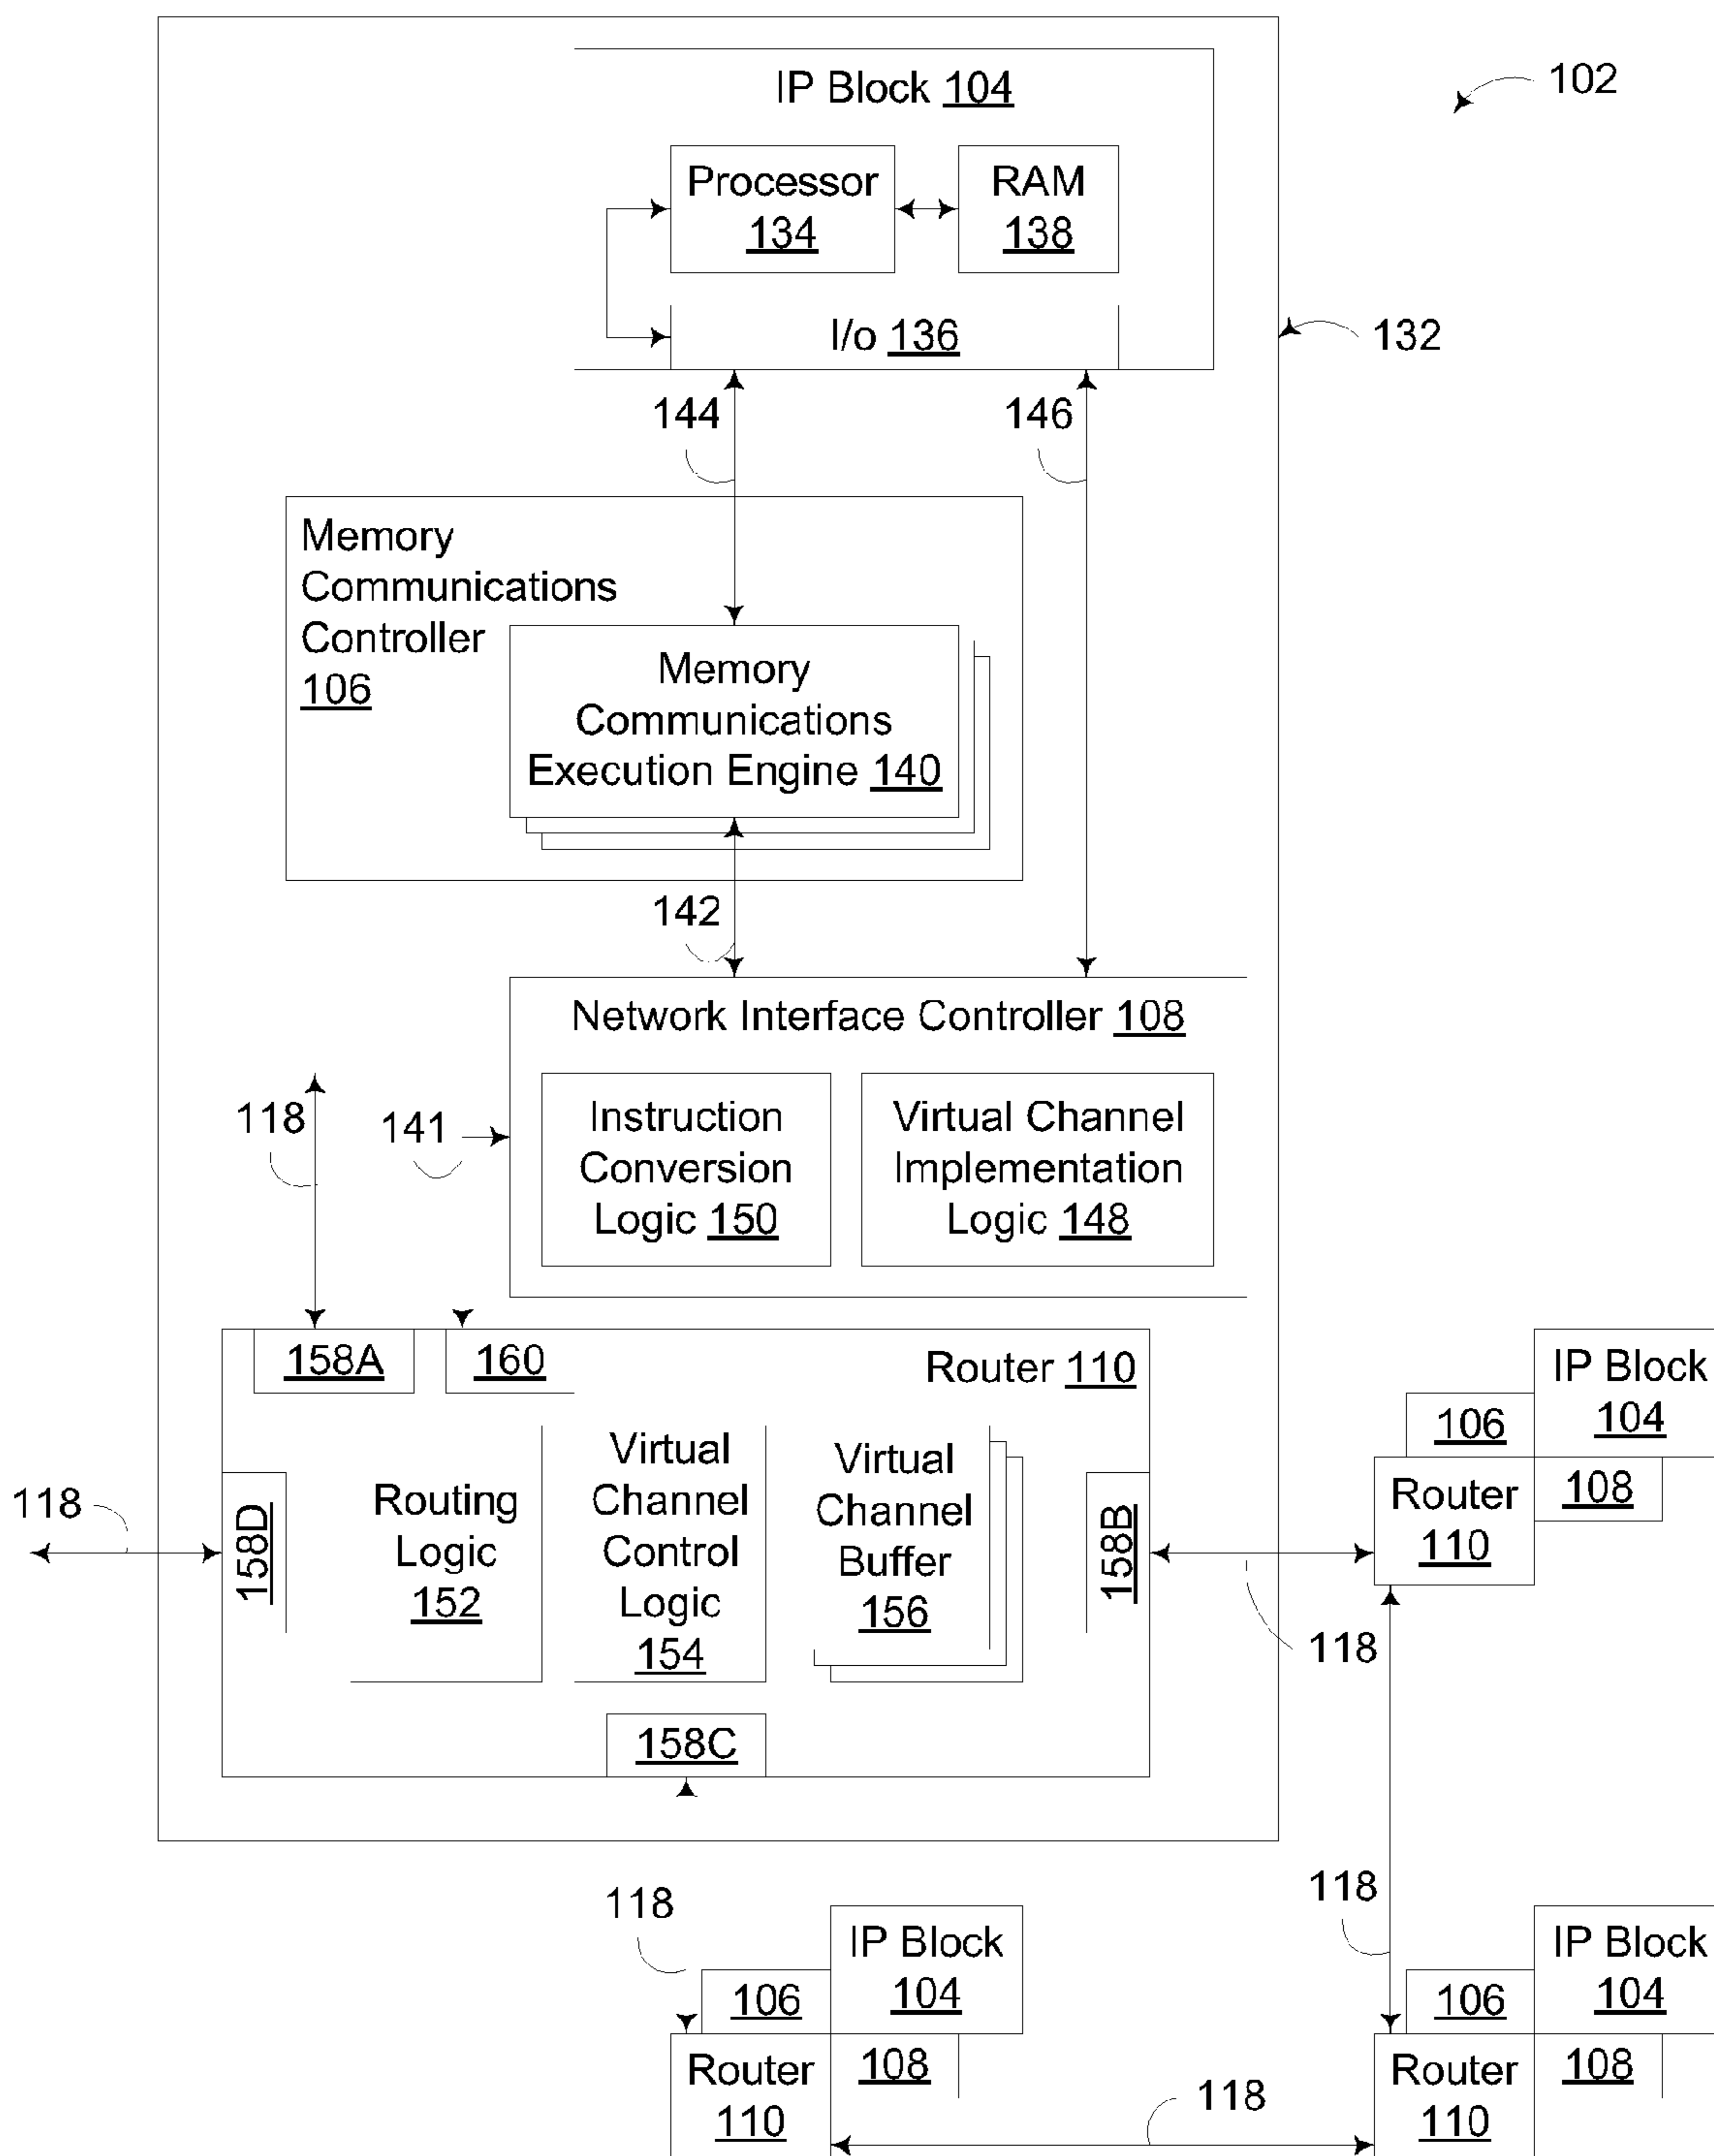 IP Block 104
102
Processor
134
RAM
138
I/o 136
132
144
146
Memory
Communications
Controller
106
Memory
Communications
Execution Engine 140
142
Network Interface Controller 108
118
141
Instruction
Conversion
Logic 150
Virtual Channel
Implementation
Logic 148
158A
160
Router 110
118
158D
Routing
Logic
152
Virtual
Channel
Control
Logic
154
Virtual
Channel
Buffer
156
158B
158C
IP Block
104
106
Router
110
108
118
118
118
IP Block
104
106
Router
110
108
118
IP Block
104
106
Router
110
108